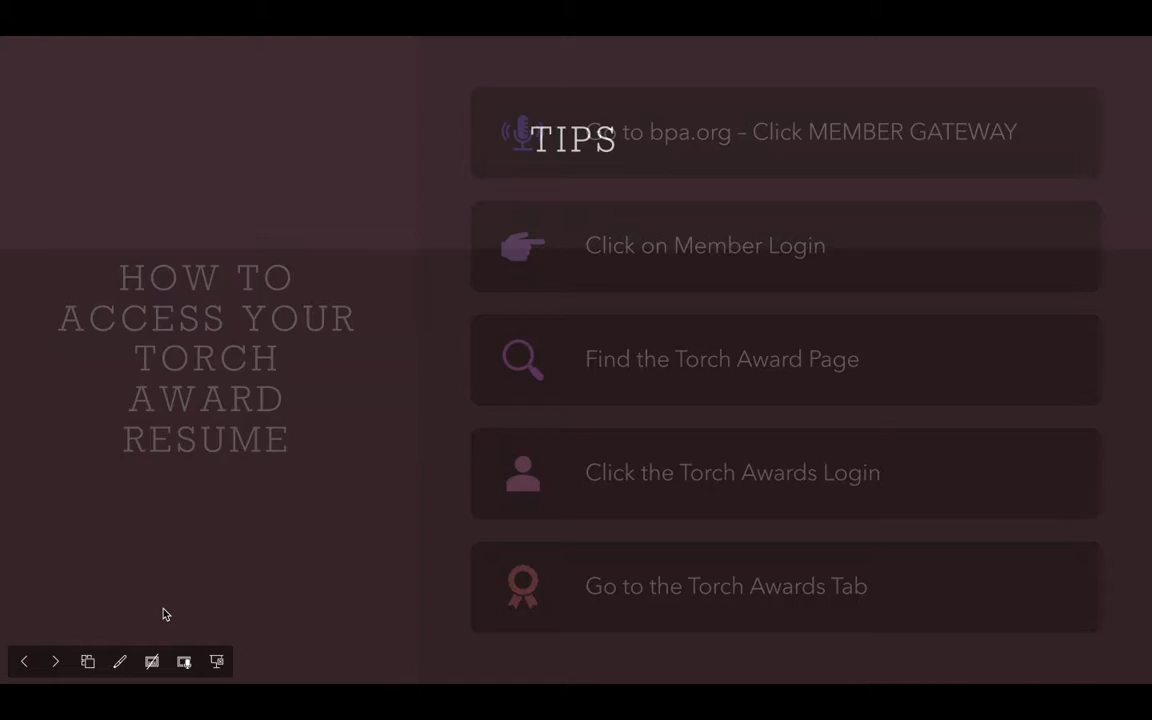 TIPS
HOW TO
ACCESS YOUR
TORCH
AWARD
RESUME
Go to bpa.org – Click MEMBER GATEWAY
Click on Member Login
Find the Torch Award Page
Click the Torch Awards Login
Go to the Torch Awards Tab